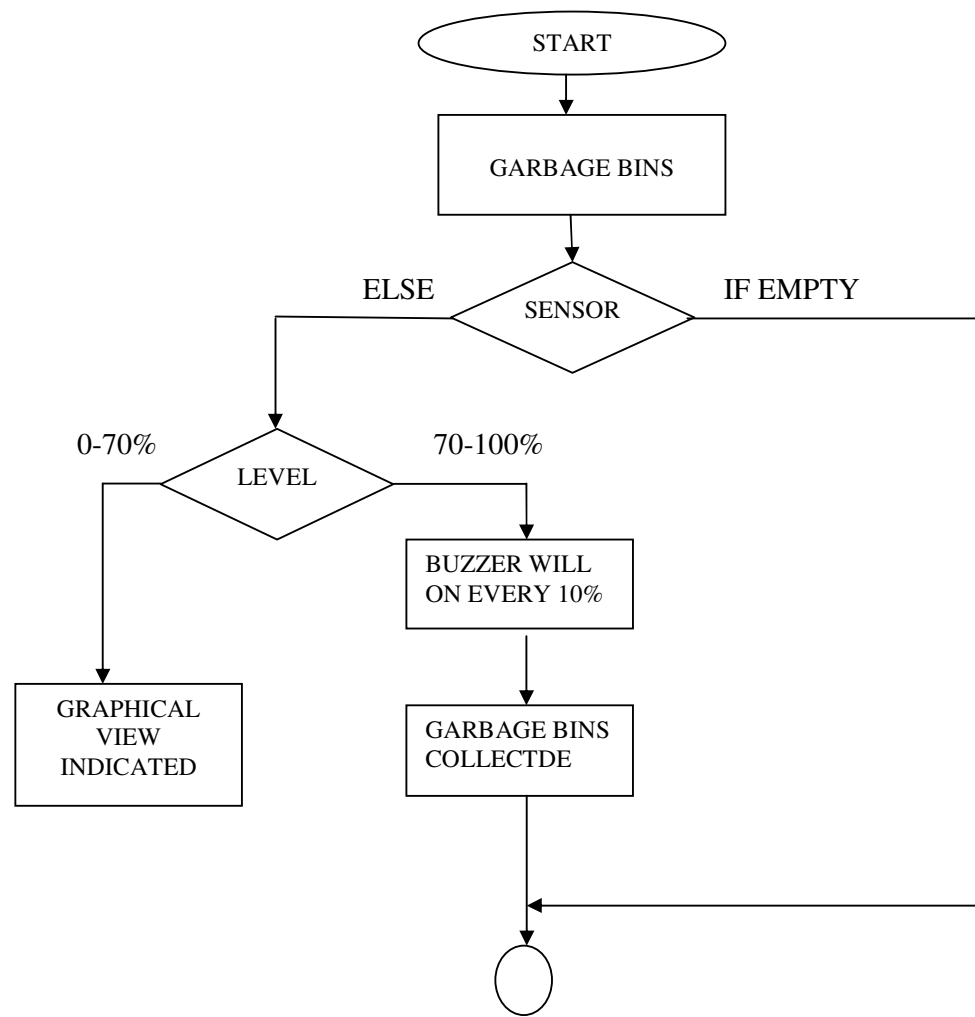 START
GARBAGE BINS
ELSE
IF EMPTY
SENSOR
0-70%
70-100%
LEVEL
BUZZER WILL
ON EVERY 10%
GRAPHICAL
VIEW
INDICATED
GARBAGE BINS
COLLECTDE